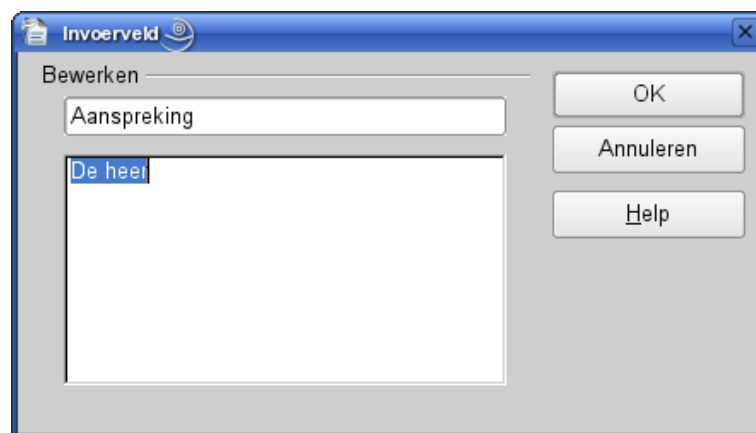 Invoerveld
Bewerken
Aanspreking
De heer
OK
Annuleren
Help